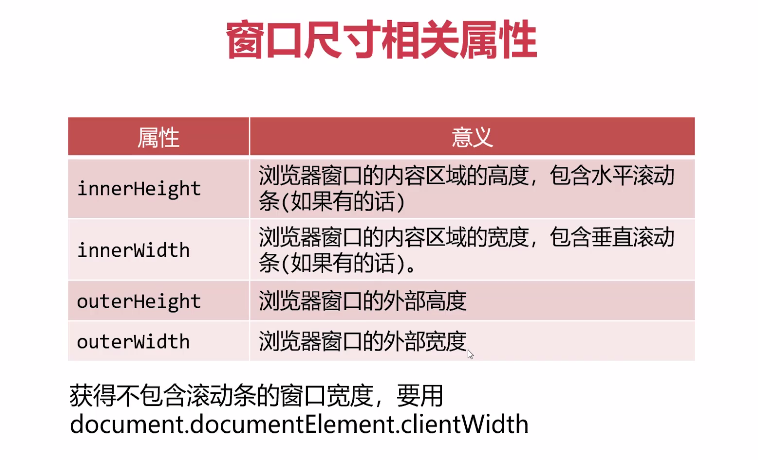 窗口尺寸相关属性
属性
意义
innerHeight
浏览器窗口的内容区域的高度，包含水平滚动
条(如果有的话)
innerWidth
浏览器窗口的内容区域的宽度，包含垂直滚动
条(如果有的话)。
outerHeight
浏览器窗口的外部高度
outerWidth
浏览器窗口的外部宽度
获得不包含滚动条的窗口宽度，要用
document.documentElement.clientWidth